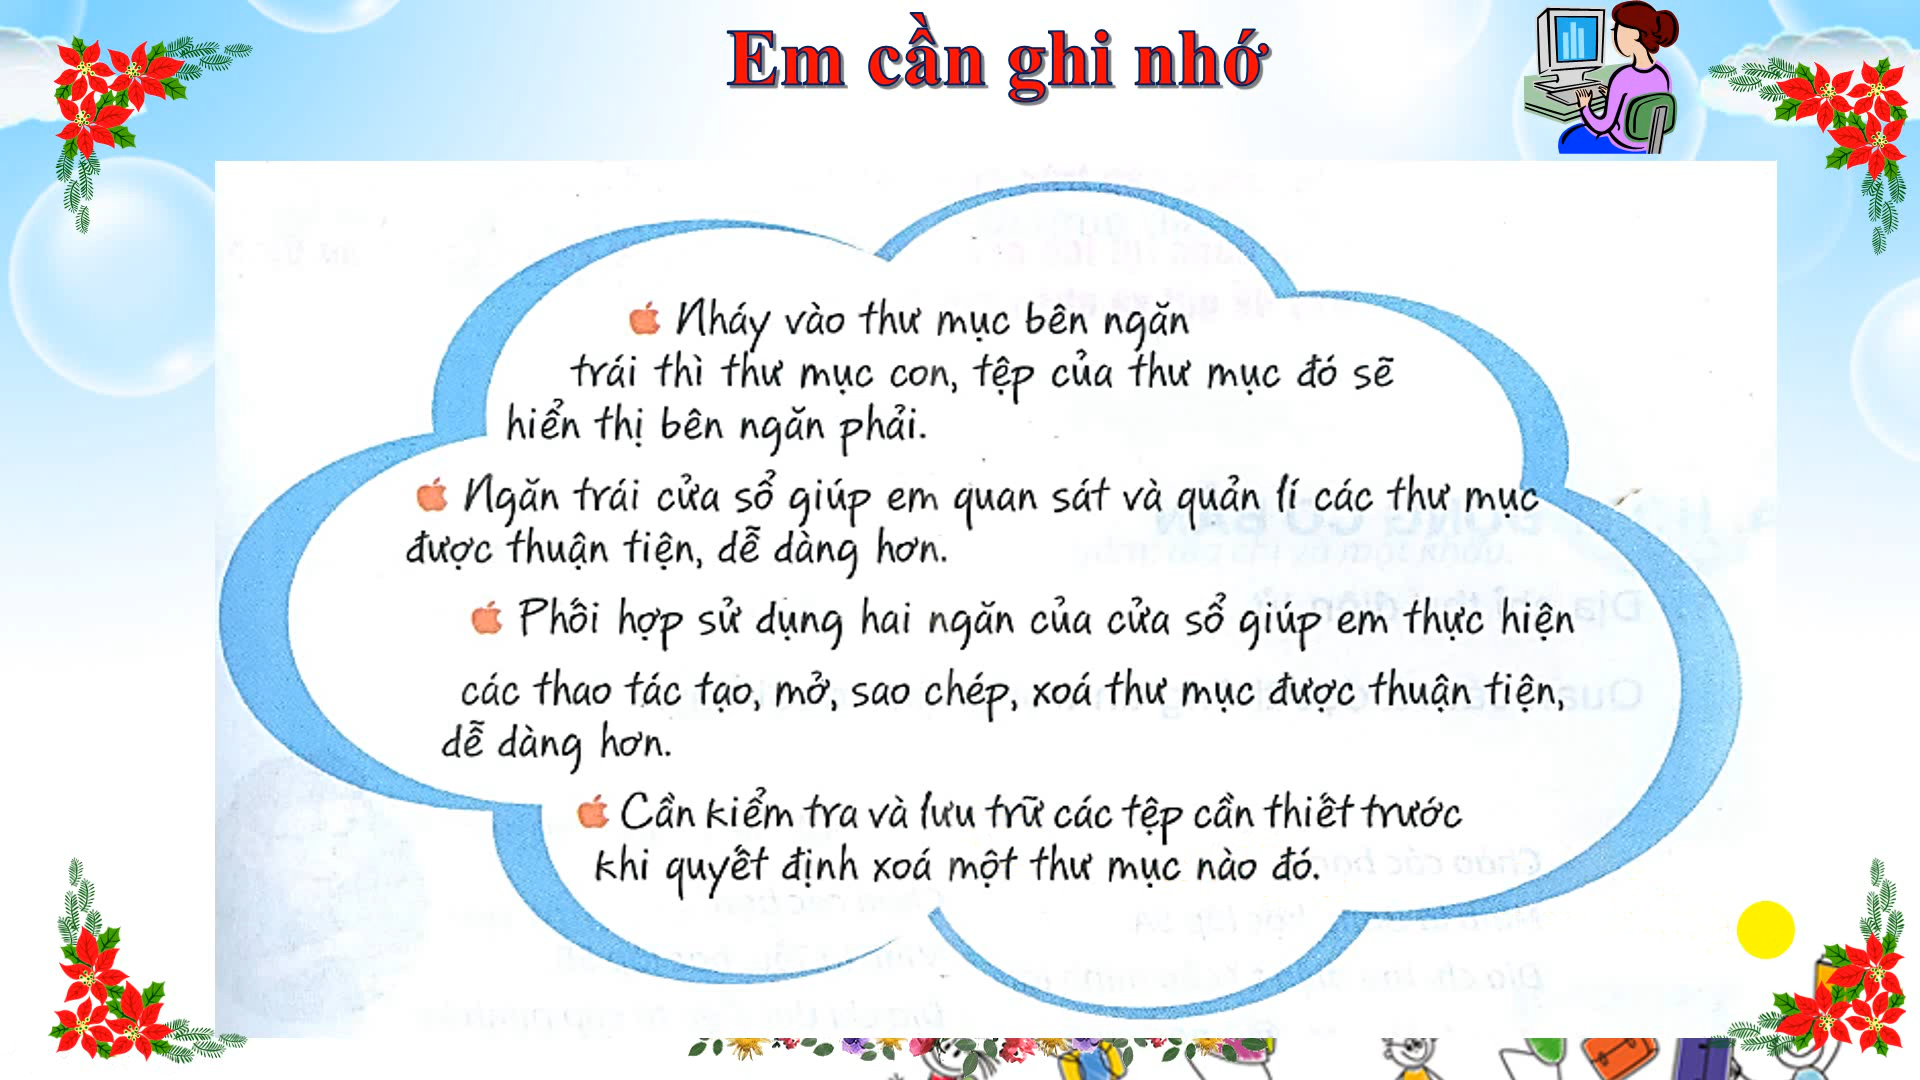 Em cần ghi nhớ
Nháy vào thư mục bên ngăn
trái thì thư mục con, tệp của thư mục đó sẽ
hiển thị bên ngăn phải.
Ngăn trái cửa sổ giúp em quan sát và quản lí các thư mục
được thuận tiện, dễ dàng hơn.
Phối hợp sử dụng hai ngăn của cửa sổ giúp em thực hiện
các thao tác tạo, mở, sao chép, xoá thư mục được thuận tiện,
dễ dàng hơn.
Cần kiểm tra và lưu trữ các tệp cần thiết trước
khi quyết định xoá một thư mục nào đó.